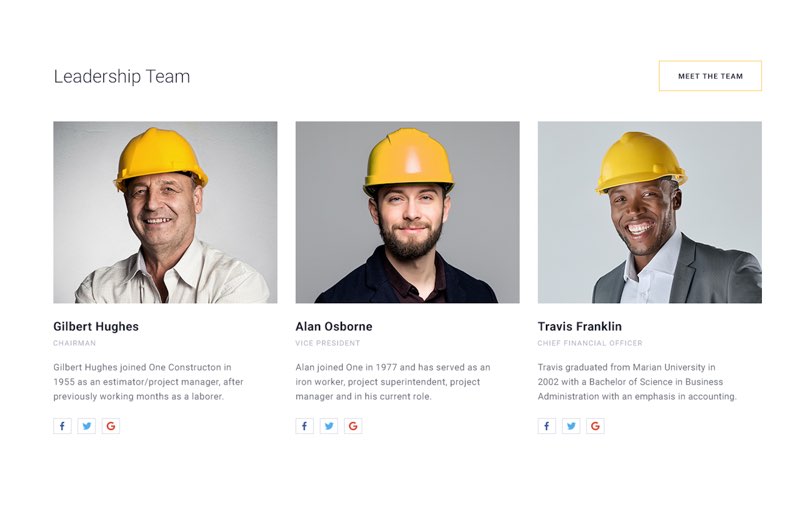 Leadership Team
MEET THE TEAM
Gilbert Hughes
CHAIRMAN
Gilbert Hughes joined One Constructon in
1955 as an estimator/project manager, after
previously working months as a laborer.
Alan Osborne
VICE PRESIDENT
Alan joined One in 1977 and has served as an
iron worker, project superintendent, project
manager and in his current role.
Travis Franklin
CHIEF FINANCIAL OFFICER
Travis graduated from Marian University in
2002 with a Bachelor of Science in Business
Administration with an emphasis in accounting.